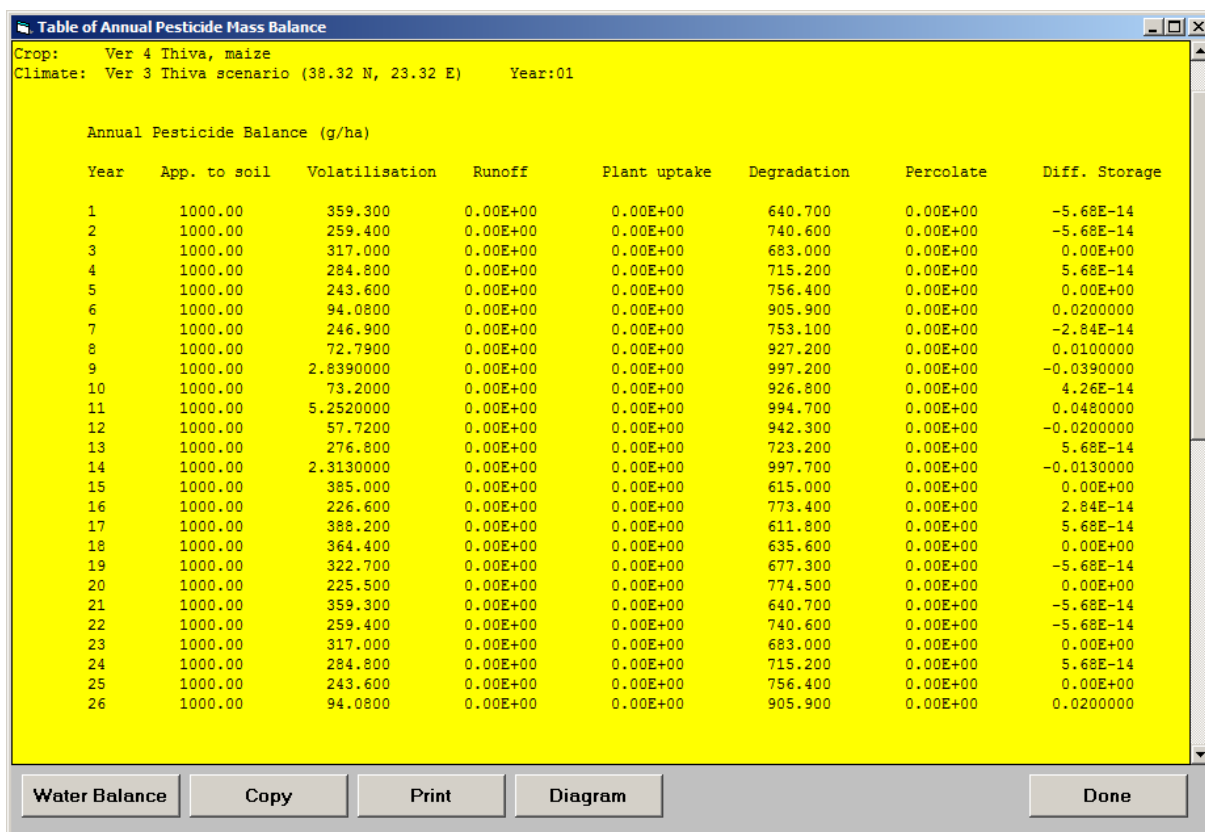 Table of Annual Pesticide Mass Balance
Crop: Ver 4 Thiva, maize
Climate: Ver 3 Thiva scenario (38.32 N, 23.32 E) Year:01
Annual Pesticide Balance (g/ha)
Year App. to soil Volatilisation Runoff Plant uptake Degradation Percolate Diff. Storage
1 1000.00 359.300 0.00E+00 0.00E+00 640.700 0.00E+00 -5.68E-14
2 1000.00 259.400 0.00E+00 0.00E+00 740.600 0.00E+00 -5.68E-14
3 1000.00 317.000 0.00E+00 0.00E+00 683.000 0.00E+00 0.00E+00
4 1000.00 284.800 0.00E+00 0.00E+00 715.200 0.00E+00 5.68E-14
5 1000.00 243.600 0.00E+00 0.00E+00 756.400 0.00E+00 0.00E+00
6 1000.00 94.0800 0.00E+00 0.00E+00 905.900 0.00E+00 0.0200000
7 1000.00 246.900 0.00E+00 0.00E+00 753.100 0.00E+00 -2.84E-14
8 1000.00 72.7900 0.00E+00 0.00E+00 927.200 0.00E+00 0.0100000
9 1000.00 2.8390000 0.00E+00 0.00E+00 997.200 0.00E+00 -0.0390000
10 1000.00 73.2000 0.00E+00 0.00E+00 926.800 0.00E+00 4.26E-14
11 1000.00 5.2520000 0.00E+00 0.00E+00 994.700 0.00E+00 0.0480000
12 1000.00 57.7200 0.00E+00 0.00E+00 942.300 0.00E+00 -0.0200000
13 1000.00 276.800 0.00E+00 0.00E+00 723.200 0.00E+00 5.68E-14
14 1000.00 2.3130000 0.00E+00 0.00E+00 997.700 0.00E+00 -0.0130000
15 1000.00 385.000 0.00E+00 0.00E+00 615.000 0.00E+00 0.00E+00
16 1000.00 226.600 0.00E+00 0.00E+00 773.400 0.00E+00 2.84E-14
17 1000.00 388.200 0.00E+00 0.00E+00 611.800 0.00E+00 5.68E-14
18 1000.00 364.400 0.00E+00 0.00E+00 635.600 0.00E+00 0.00E+00
19 1000.00 322.700 0.00E+00 0.00E+00 677.300 0.00E+00 -5.68E-14
20 1000.00 225.500 0.00E+00 0.00E+00 774.500 0.00E+00 0.00E+00
21 1000.00 359.300 0.00E+00 0.00E+00 640.700 0.00E+00 -5.68E-14
22 1000.00 259.400 0.00E+00 0.00E+00 740.600 0.00E+00 -5.68E-14
23 1000.00 317.000 0.00E+00 0.00E+00 683.000 0.00E+00 0.00E+00
24 1000.00 284.800 0.00E+00 0.00E+00 715.200 0.00E+00 5.68E-14
25 1000.00 243.600 0.00E+00 0.00E+00 756.400 0.00E+00 0.00E+00
26 1000.00 94.0800 0.00E+00 0.00E+00 905.900 0.00E+00 0.0200000
Water Balance Copy Print Diagram Done